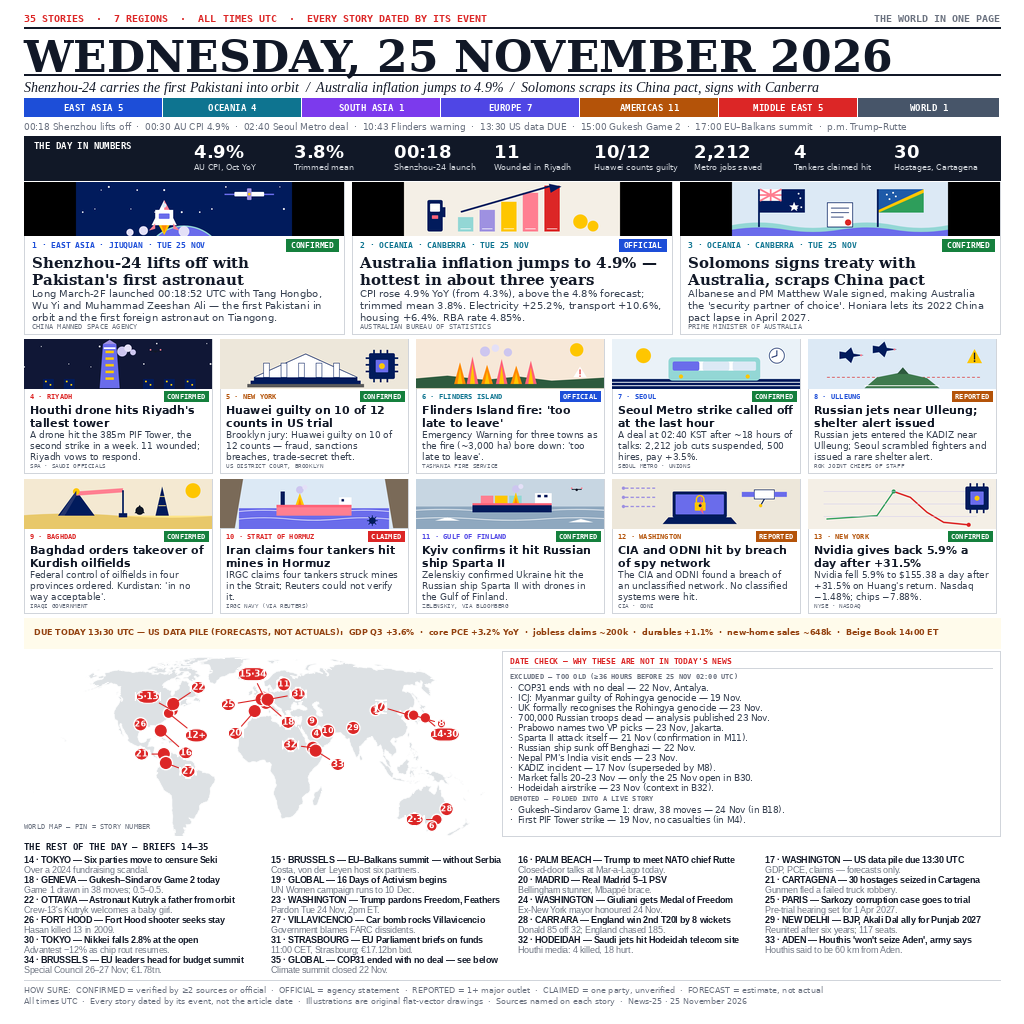 35 STORIES · 7 REGIONS · ALL TIMES UTC · EVERY STORY DATED BY ITS EVENT
THE WORLD IN ONE PAGE
WEDNESDAY, 25 NOVEMBER 2026
Shenzhou-24 carries the first Pakistani into orbit / Australia inflation jumps to 4.9% / Solomons scraps its China pact, signs with Canberra
EAST ASIA 5
OCEANIA 4
SOUTH ASIA 1
EUROPE 7
AMERICAS 11
MIDDLE EAST 5
WORLD 1
00:18 Shenzhou lifts off · 00:30 AU CPI 4.9% · 02:40 Seoul Metro deal · 10:43 Flinders warning · 13:30 US data DUE · 15:00 Gukesh Game 2 · 17:00 EU–Balkans summit · p.m. Trump–Rutte
THE DAY IN NUMBERS
4.9%
AU CPI, Oct YoY
3.8%
Trimmed mean
00:18
Shenzhou-24 launch
11
Wounded in Riyadh
10/12
Huawei counts guilty
2,212
Metro jobs saved
4
Tankers claimed hit
30
Hostages, Cartagena
1 · EAST ASIA · JIUQUAN · TUE 25 NOV
CONFIRMED
Shenzhou-24 lifts off with
Pakistan's first astronaut
Long March-2F launched 00:18:52 UTC with Tang Hongbo,
Wu Yi and Muhammad Zeeshan Ali — the first Pakistani in
orbit and the first foreign astronaut on Tiangong.
CHINA MANNED SPACE AGENCY
2 · OCEANIA · CANBERRA · TUE 25 NOV
OFFICIAL
Australia inflation jumps to 4.9% —
hottest in about three years
CPI rose 4.9% YoY (from 4.3%), above the 4.8% forecast;
trimmed mean 3.8%. Electricity +25.2%, transport +10.6%,
housing +6.4%. RBA rate 4.85%.
AUSTRALIAN BUREAU OF STATISTICS
3 · OCEANIA · CANBERRA · TUE 25 NOV
CONFIRMED
Solomons signs treaty with
Australia, scraps China pact
Albanese and PM Matthew Wale signed, making Australia
the 'security partner of choice'. Honiara lets its 2022 China
pact lapse in April 2027.
PRIME MINISTER OF AUSTRALIA
4 · RIYADH
CONFIRMED
Houthi drone hits Riyadh's
tallest tower
A drone hit the 385m PIF Tower, the
second strike in a week. 11 wounded;
Riyadh vows to respond.
SPA · SAUDI OFFICIALS
5 · NEW YORK
CONFIRMED
Huawei guilty on 10 of 12
counts in US trial
Brooklyn jury: Huawei guilty on 10 of
12 counts — fraud, sanctions
breaches, trade-secret theft.
US DISTRICT COURT, BROOKLYN
6 · FLINDERS ISLAND
OFFICIAL
Flinders Island fire: 'too
late to leave'
Emergency Warning for three towns as
the fire (~3,000 ha) bore down: 'too
late to leave'.
TASMANIA FIRE SERVICE
7 · SEOUL
CONFIRMED
Seoul Metro strike called off
at the last hour
A deal at 02:40 KST after ~18 hours of
talks: 2,212 job cuts suspended, 500
hires, pay +3.5%.
SEOUL METRO · UNIONS
8 · ULLEUNG
REPORTED
Russian jets near Ulleung;
shelter alert issued
Russian jets entered the KADIZ near
Ulleung; Seoul scrambled fighters and
issued a rare shelter alert.
ROK JOINT CHIEFS OF STAFF
9 · BAGHDAD
CONFIRMED
Baghdad orders takeover of
Kurdish oilfields
Federal control of oilfields in four
provinces ordered. Kurdistan: 'in no
way acceptable'.
IRAQI GOVERNMENT
10 · STRAIT OF HORMUZ
CLAIMED
Iran claims four tankers hit
mines in Hormuz
IRGC claims four tankers struck mines
in the Strait; Reuters could not verify
it.
IRGC NAVY (VIA REUTERS)
11 · GULF OF FINLAND
CONFIRMED
Kyiv confirms it hit Russian
ship Sparta II
Zelenskiy confirmed Ukraine hit the
Russian ship Sparta II with drones in
the Gulf of Finland.
ZELENSKIY, VIA BLOOMBERG
12 · WASHINGTON
REPORTED
CIA and ODNI hit by breach
of spy network
The CIA and ODNI found a breach of
an unclassified network. No classified
systems were hit.
CIA · ODNI
13 · NEW YORK
CONFIRMED
Nvidia gives back 5.9% a
day after +31.5%
Nvidia fell 5.9% to $155.38 a day after
+31.5% on Huang's return. Nasdaq
−1.48%; chips −7.88%.
NYSE · NASDAQ
DUE TODAY 13:30 UTC — US DATA PILE (FORECASTS, NOT ACTUALS): GDP Q3 +3.6% · core PCE +3.2% YoY · jobless claims ~200k · durables +1.1% · new-home sales ~648k · Beige Book 14:00 ET
15·34
5·13
22
11
31
25
26
12+
20
18
9
4
10
29
7
8
14·30
32
21
16
33
27
28
2·3
6
WORLD MAP — PIN = STORY NUMBER
DATE CHECK — WHY THESE ARE NOT IN TODAY'S NEWS
EXCLUDED — TOO OLD (≥36 HOURS BEFORE 25 NOV 02:00 UTC)
· COP31 ends with no deal — 22 Nov, Antalya.
· ICJ: Myanmar guilty of Rohingya genocide — 19 Nov.
· UK formally recognises the Rohingya genocide — 23 Nov.
· 700,000 Russian troops dead — analysis published 23 Nov.
· Prabowo names two VP picks — 23 Nov, Jakarta.
· Sparta II attack itself — 21 Nov (confirmation in M11).
· Russian ship sunk off Benghazi — 22 Nov.
· Nepal PM's India visit ends — 23 Nov.
· KADIZ incident — 17 Nov (superseded by M8).
· Market falls 20–23 Nov — only the 25 Nov open in B30.
· Hodeidah airstrike — 23 Nov (context in B32).
DEMOTED — FOLDED INTO A LIVE STORY
· Gukesh–Sindarov Game 1: draw, 38 moves — 24 Nov (in B18).
· First PIF Tower strike — 19 Nov, no casualties (in M4).
THE REST OF THE DAY — BRIEFS 14–35
14 · TOKYO — Six parties move to censure Seki
Over a 2024 fundraising scandal.
15 · BRUSSELS — EU–Balkans summit — without Serbia
Costa, von der Leyen host six partners.
16 · PALM BEACH — Trump to meet NATO chief Rutte
Closed-door talks at Mar-a-Lago today.
17 · WASHINGTON — US data pile due 13:30 UTC
GDP, PCE, claims — forecasts only.
18 · GENEVA — Gukesh–Sindarov Game 2 today
Game 1 drawn in 38 moves; 0.5–0.5.
19 · GLOBAL — 16 Days of Activism begins
UN Women campaign runs to 10 Dec.
20 · MADRID — Real Madrid 5–1 PSV
Bellingham stunner, Mbappé brace.
21 · CARTAGENA — 30 hostages seized in Cartagena
Gunmen fled a failed truck robbery.
22 · OTTAWA — Astronaut Kutryk a father from orbit
Crew-13's Kutryk welcomes a baby girl.
23 · WASHINGTON — Trump pardons Freedom, Feathers
Pardon Tue 24 Nov, 2pm ET.
24 · WASHINGTON — Giuliani gets Medal of Freedom
Ex-New York mayor honoured 24 Nov.
25 · PARIS — Sarkozy corruption case goes to trial
Pre-trial hearing set for 1 Apr 2027.
26 · FORT HOOD — Fort Hood shooter seeks stay
Hasan killed 13 in 2009.
27 · VILLAVICENCIO — Car bomb rocks Villavicencio
Government blames FARC dissidents.
28 · CARRARA — England win 2nd T20I by 8 wickets
Donald 85 off 32; England chased 185.
29 · NEW DELHI — BJP, Akali Dal ally for Punjab 2027
Reunited after six years; 117 seats.
30 · TOKYO — Nikkei falls 2.8% at the open
Advantest −12% as chip rout resumes.
31 · STRASBOURG — EU Parliament briefs on funds
11:00 CET, Strasbourg; €17.12bn bid.
32 · HODEIDAH — Saudi jets hit Hodeidah telecom site
Houthi media: 4 killed, 18 hurt.
33 · ADEN — Houthis 'won't seize Aden', army says
Houthis said to be 60 km from Aden.
34 · BRUSSELS — EU leaders head for budget summit
Special Council 26–27 Nov; €1.78tn.
35 · GLOBAL — COP31 ended with no deal — see below
Climate summit closed 22 Nov.
HOW SURE: CONFIRMED = verified by ≥2 sources or official · OFFICIAL = agency statement · REPORTED = 1+ major outlet · CLAIMED = one party, unverified · FORECAST = estimate, not actual
All times UTC · Every story dated by its event, not the article date · Illustrations are original flat-vector drawings · Sources named on each story · News-25 · 25 November 2026